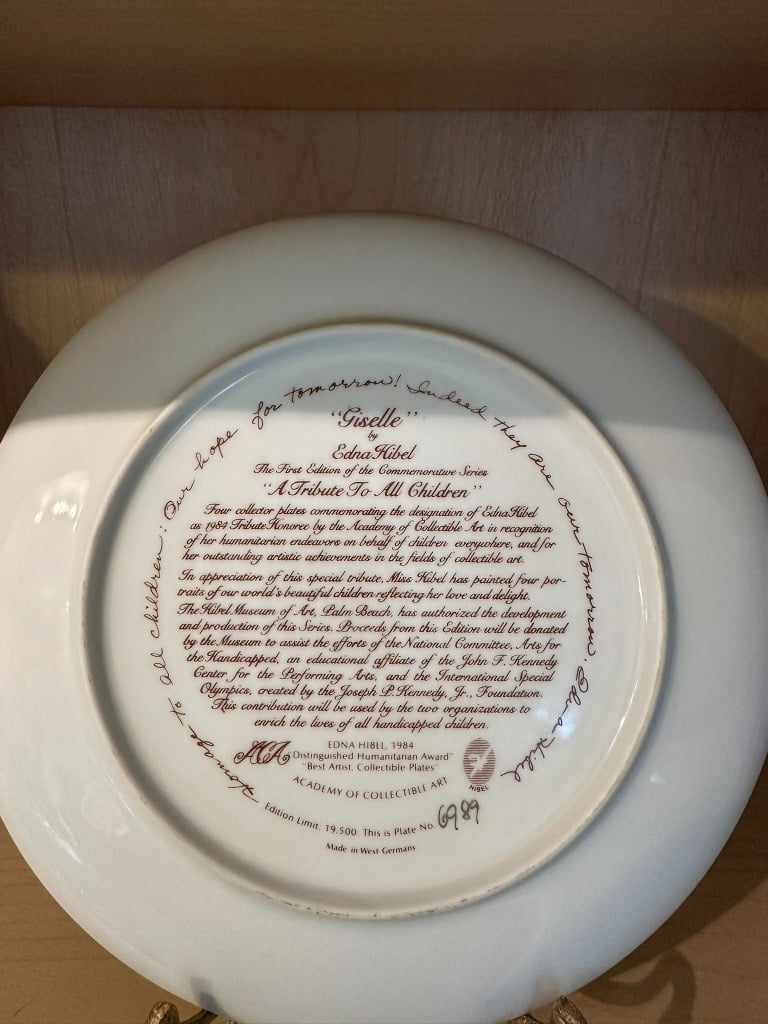 Homage to all children: Our hope for tomorrow! Indeed they are our tomorrow, Edna Hibel
"Giselle"
by
Edna Hibel
The First Edition of the Commemorative Series
"A Tribute To All Children"
Four collector plates commemorating the designation of Edna Hibel
as 1984 Tribute Honoree by the Academy of Collectible Art in recognition
of her humanitarian endeavors on behalf of children everywhere, and for
her outstanding artistic achievements in the fields of collectible art.
In appreciation of this special tribute, Miss Hibel has painted four por-
traits of our world's beautiful children reflecting her love and delight.
The Hibel Museum of Art, Palm Beach, has authorized the development
and production of this Series. Proceeds from this Edition will be donated
by the Museum to assist the efforts of the National Committee, Arts for
the Handicapped, an educational affiliate of the John F. Kennedy
Center for the Performing Arts, and the International Special
Olympics, created by the Joseph P. Kennedy, Jr., Foundation.
This contribution will be used by the two organizations to
enrich the lives of all handicapped children.
ACA
EDNA HIBEL, 1984
"Distinguished Humanitarian Award"
"Best Artist, Collectible Plates"
ACADEMY OF COLLECTIBLE ART
HIBEL
Edition Limit: 19,500 This is Plate No. 6989
Made in West Germany